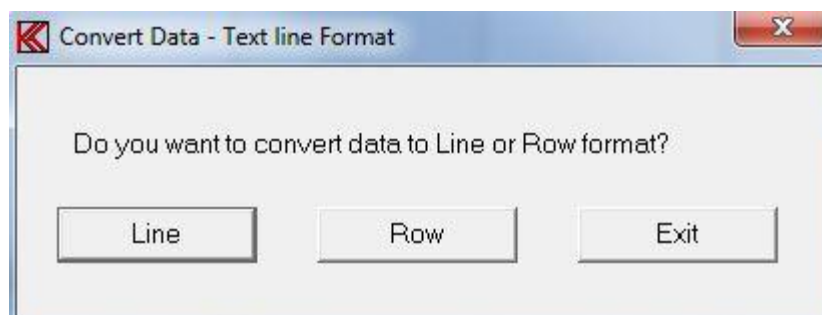 Convert Data - Text line Format
Do you want to convert data to Line or Row format?
Line
Row
Exit